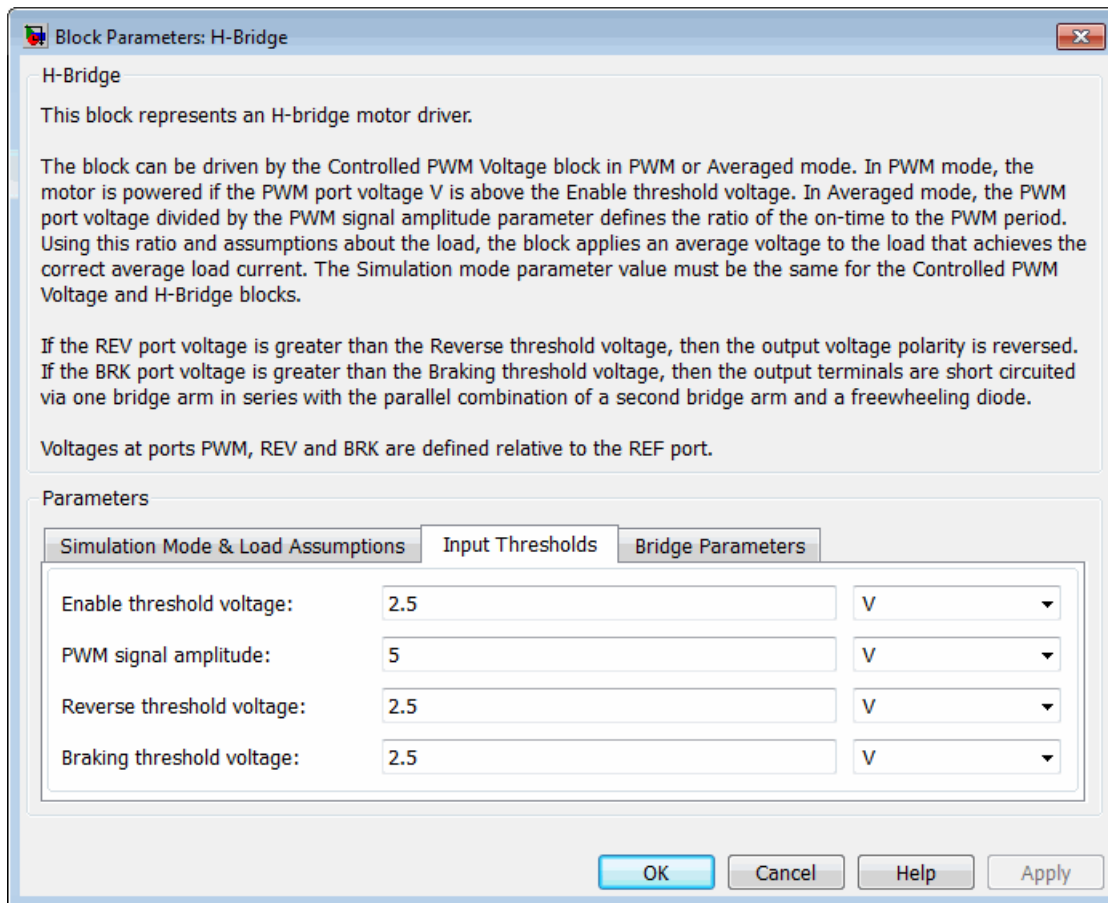 Block Parameters: H-Bridge
H-Bridge
This block represents an H-bridge motor driver.
The block can be driven by the Controlled PWM Voltage block in PWM or Averaged mode. In PWM mode, the
motor is powered if the PWM port voltage V is above the Enable threshold voltage. In Averaged mode, the PWM
port voltage divided by the PWM signal amplitude parameter defines the ratio of the on-time to the PWM period.
Using this ratio and assumptions about the load, the block applies an average voltage to the load that achieves the
correct average load current. The Simulation mode parameter value must be the same for the Controlled PWM
Voltage and H-Bridge blocks.
If the REV port voltage is greater than the Reverse threshold voltage, then the output voltage polarity is reversed.
If the BRK port voltage is greater than the Braking threshold voltage, then the output terminals are short circuited
via one bridge arm in series with the parallel combination of a second bridge arm and a freewheeling diode.
Voltages at ports PWM, REV and BRK are defined relative to the REF port.
Parameters
Simulation Mode & Load Assumptions Input Thresholds Bridge Parameters
Enable threshold voltage: 2.5 V
PWM signal amplitude: 5 V
Reverse threshold voltage: 2.5 V
Braking threshold voltage: 2.5 V
OK Cancel Help Apply